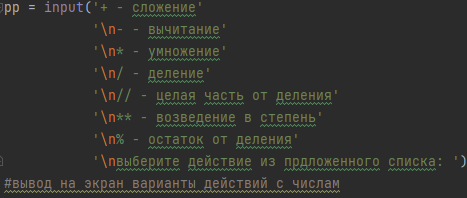 pp = input('+ - сложение'
'\n- - вычитание'
'\n* - умножение'
'\n/ - деление'
'\n// - целая часть от деления'
'\n** - возведение в степень'
'\n% - остаток от деления'
'\nвыберите действие из прдложенного списка: ')
#вывод на экран варианты действий с числам